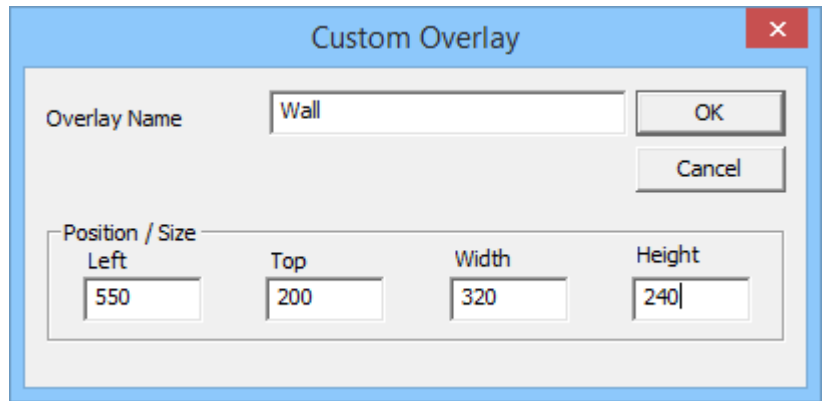 Custom Overlay
Overlay Name Wall OK
Cancel
Position / Size
Left Top Width Height
550 200 320 240